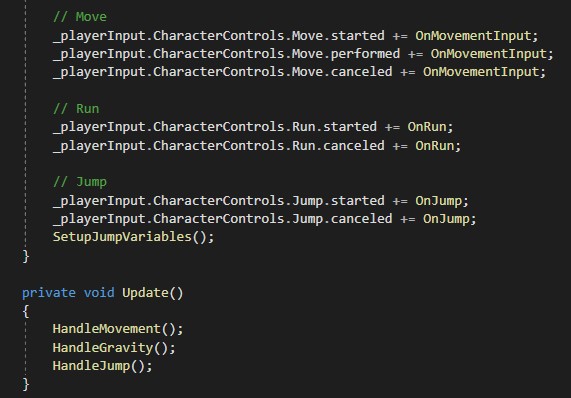 // Move
_playerInput.CharacterControls.Move.started += OnMovementInput;
_playerInput.CharacterControls.Move.performed += OnMovementInput;
_playerInput.CharacterControls.Move.canceled += OnMovementInput;
// Run
_playerInput.CharacterControls.Run.started += OnRun;
_playerInput.CharacterControls.Run.canceled += OnRun;
// Jump
_playerInput.CharacterControls.Jump.started += OnJump;
_playerInput.CharacterControls.Jump.canceled += OnJump;
SetupJumpVariables();
}
private void Update()
{
HandleMovement();
HandleGravity();
HandleJump();
}